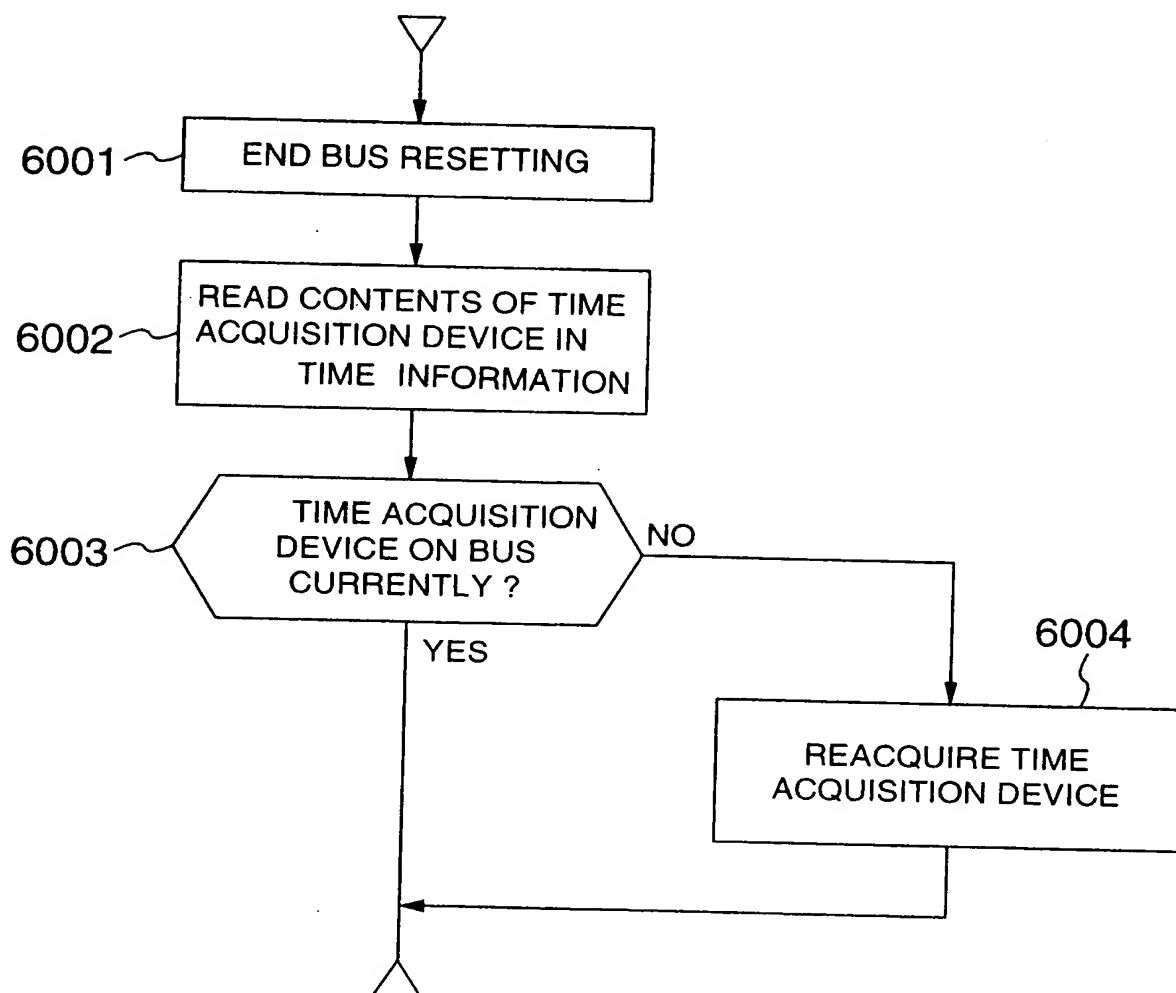 6001
END BUS RESETTING
6002
READ CONTENTS OF TIME
ACQUISITION DEVICE IN
TIME INFORMATION
6003
TIME ACQUISITION
DEVICE ON BUS
CURRENTLY ?
NO
YES
6004
REACQUIRE TIME
ACQUISITION DEVICE